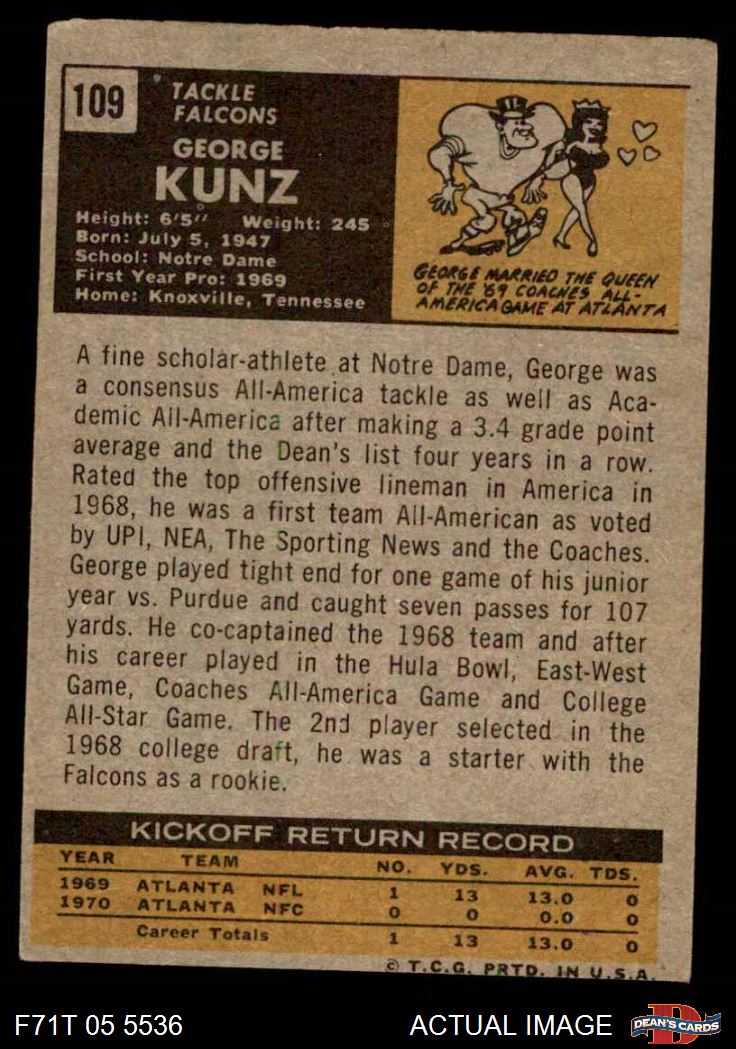 109
TACKLE
FALCONS
GEORGE
KUNZ
Height: 6'5" Weight: 245
Born: July 5, 1947
School: Notre Dame
First Year Pro: 1969
Home: Knoxville, Tennessee
GEORGE MARRIED THE QUEEN
OF THE '69 COACHES ALL-
AMERICA GAME AT ATLANTA
A fine scholar-athlete at Notre Dame, George was
a consensus All-America tackle as well as Aca-
demic All-America after making a 3.4 grade point
average and the Dean's list four years in a row.
Rated the top offensive lineman in America in
1968, he was a first team All-American as voted
by UPI, NEA, The Sporting News and the Coaches.
George played tight end for one game of his junior
year vs. Purdue and caught seven passes for 107
yards. He co-captained the 1968 team and after
his career played in the Hula Bowl, East-West
Game, Coaches All-America Game and College
All-Star Game. The 2nd player selected in the
1968 college draft, he was a starter with the
Falcons as a rookie.
KICKOFF RETURN RECORD
YEAR TEAM NO. YDS. AVG. TDS.
1969 ATLANTA NFL 1 13 13.0 0
1970 ATLANTA NFC 0 0 0.0 0
Career Totals 1 13 13.0 0
© T.C.G. PRTD. IN U.S.A.
F71T 05 5536 ACTUAL IMAGE D DEAN'S CARDS